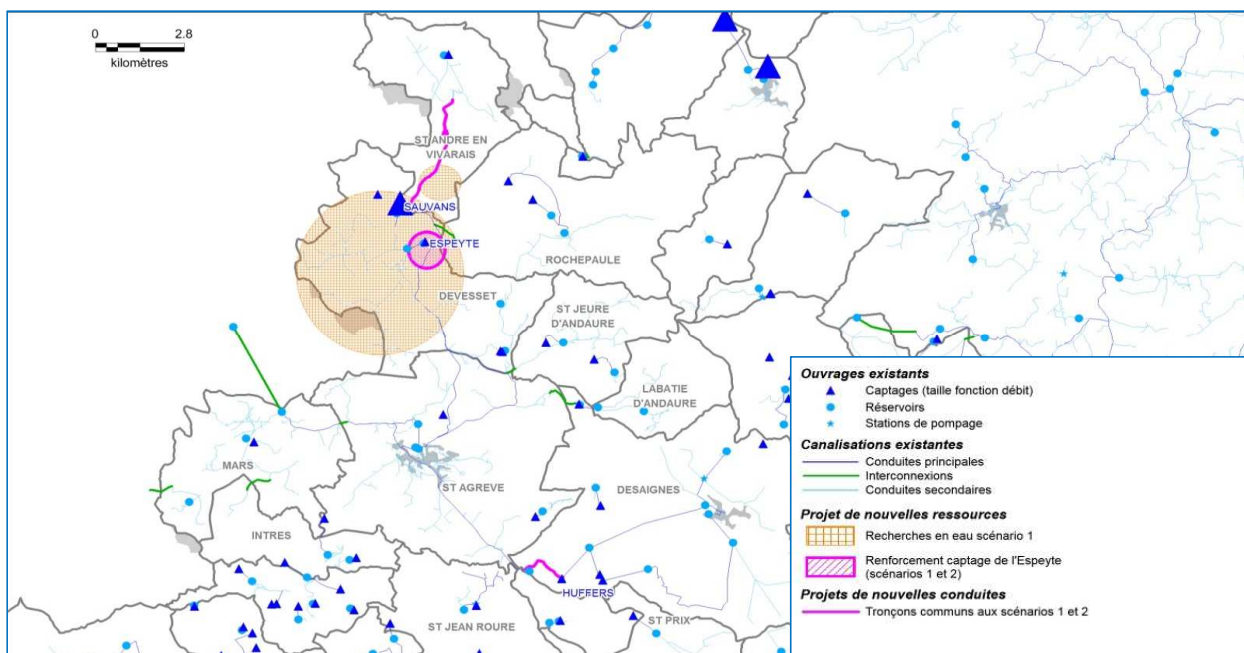 0 2.8
kilomètres
ST ANDRE EN
VIVARAIS
SAUVANS
ESPEYTE
ROCHEPAULE
DEVESSET
ST JEURE
D'ANDAURE
LABATIE
D'ANDAURE
MARS
ST AGREVE
DESAIGNES
INTRES
HUFFERS
ST JEAN ROURE
ST PRIX
Ouvrages existants
Captages (taille fonction débit)
Réservoirs
Stations de pompage
Canalisations existantes
Conduites principales
Interconnexions
Conduites secondaires
Projet de nouvelles ressources
Recherches en eau scénario 1
Renforcement captage de l'Espeyte
(scénarios 1 et 2)
Projets de nouvelles conduites
Tronçons communs aux scénarios 1 et 2